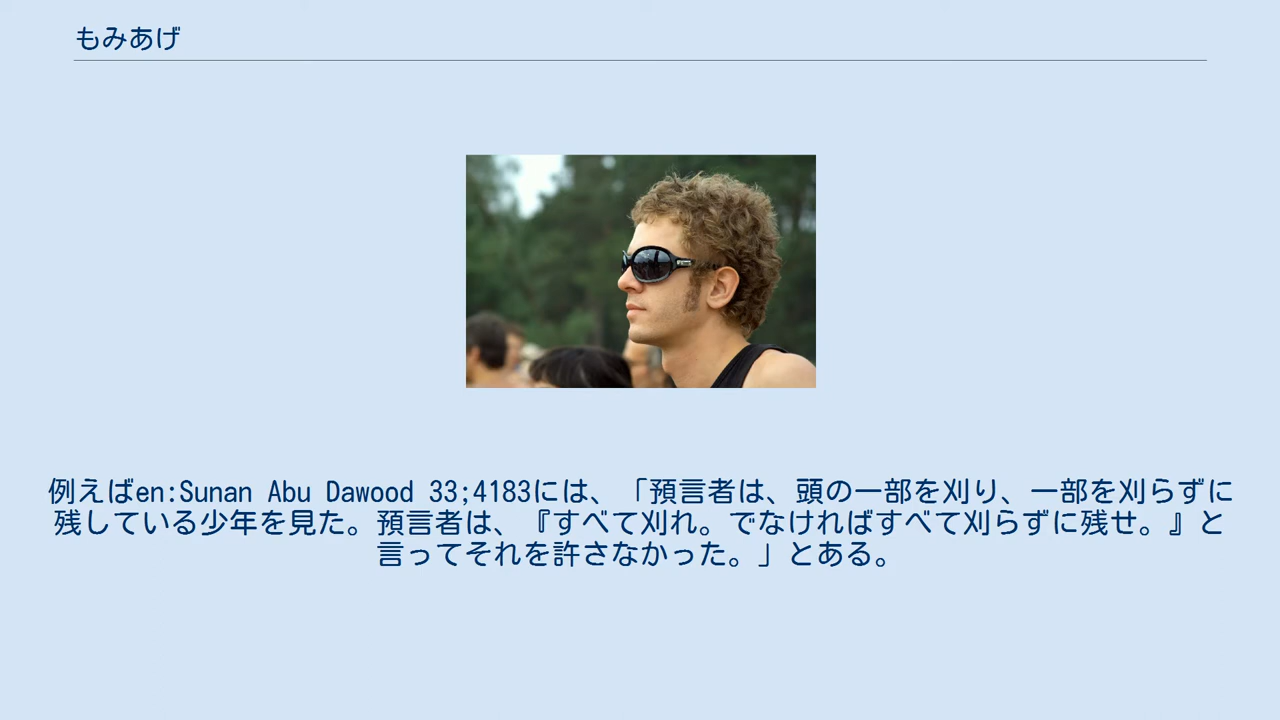 もみあげ
例えばen:Sunan Abu Dawood 33;4183には、「預言者は、頭の一部を刈り、一部を刈らずに
残している少年を見た。預言者は、『すべて刈れ。でなければすべて刈らずに残せ。』と
言ってそれを許さなかった。」とある。